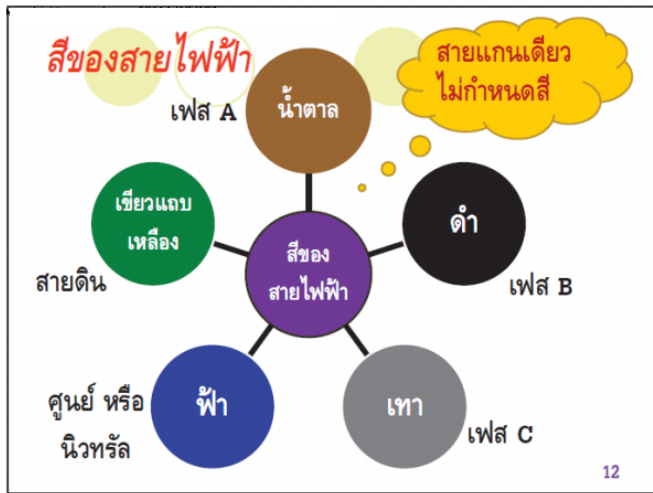 สีของสายไฟฟ้า
สายแกนเดียว
ไม่กำหนดสี
เฟส A
น้ำตาล
เขียวแถบ
เหลือง
สายดิน
ดำ
เฟส B
สีของ
สายไฟฟ้า
ศูนย์ หรือ
นิวทรัล
ฟ้า
เทา
เฟส C
12